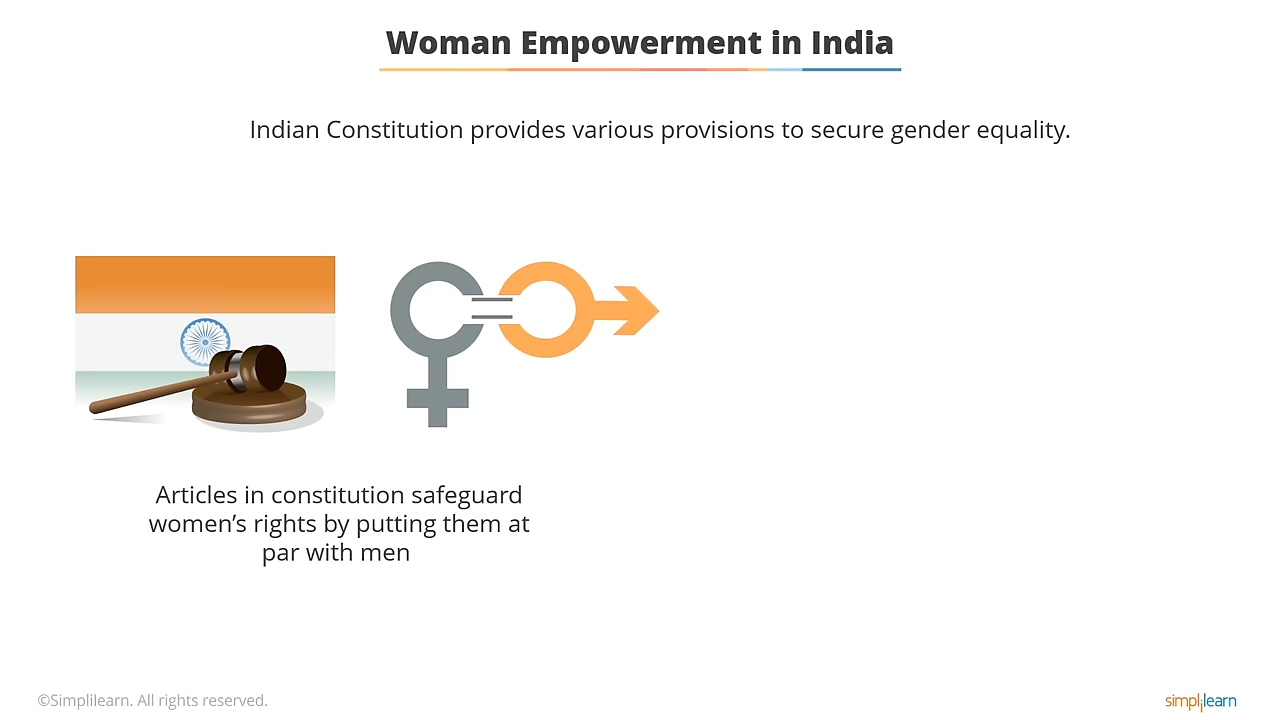 Woman Empowerment in India
Indian Constitution provides various provisions to secure gender equality.
Articles in constitution safeguard
women’s rights by putting them at
par with men
©Simplilearn. All rights reserved.
simplilearn